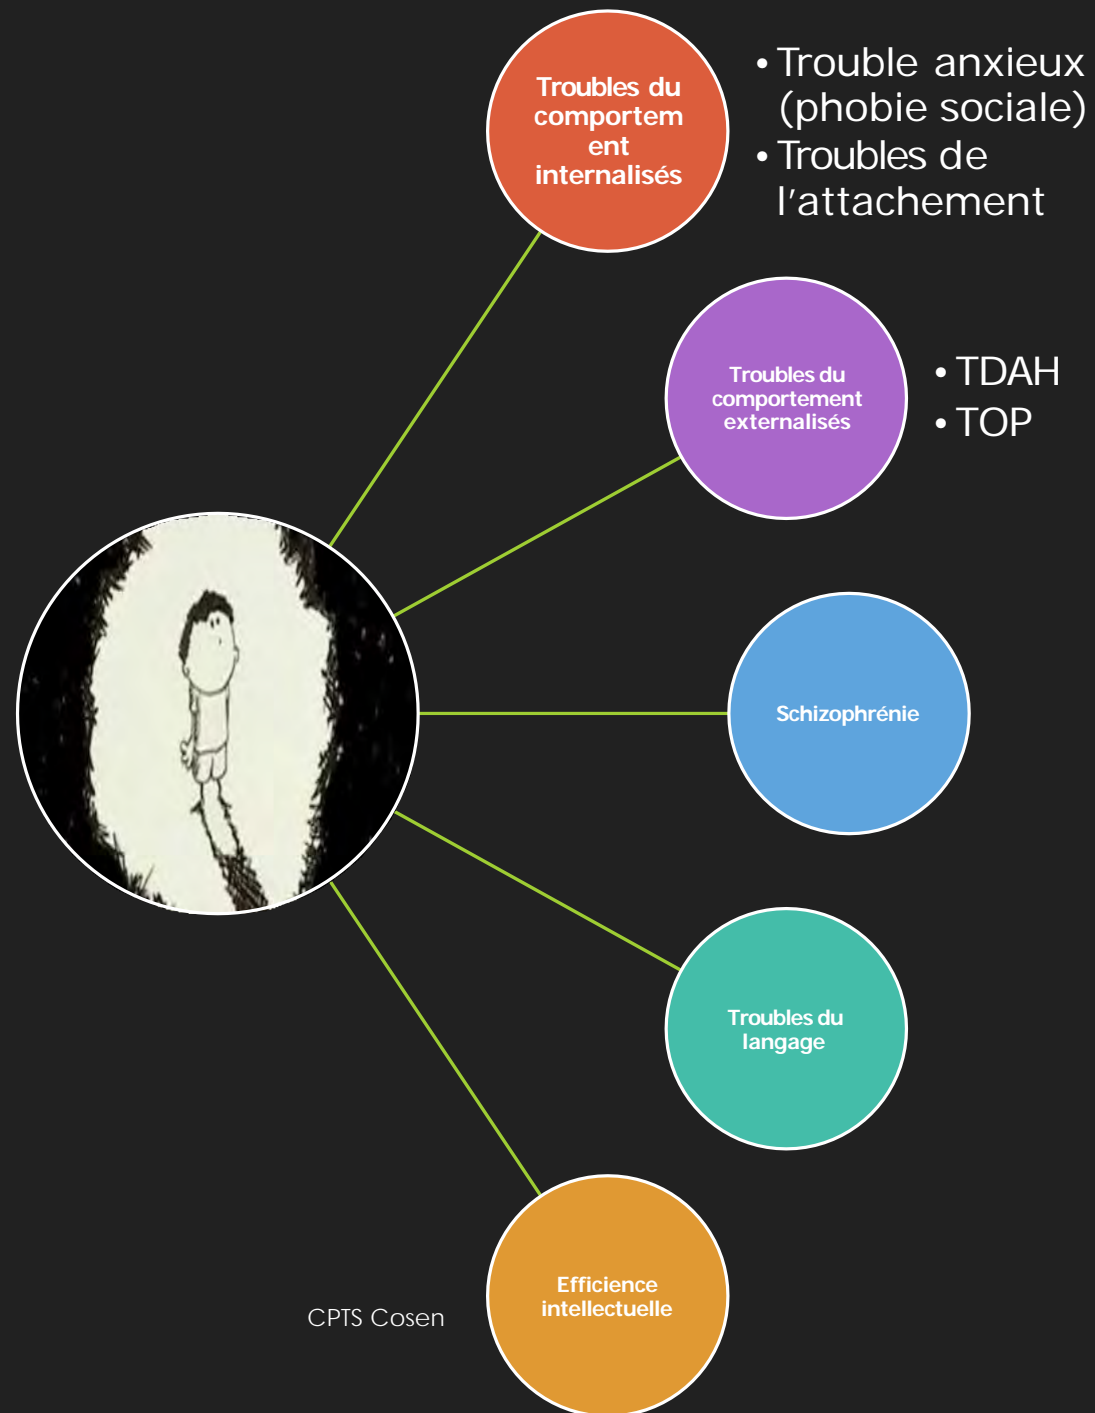 Troubles du
comportem
ent
internalisés
• Trouble anxieux
(phobie sociale)
• Troubles de
l’attachement
Troubles du
comportement
externalisés
• TDAH
• TOP
Schizophrénie
Troubles du
langage
Efficience
intellectuelle
CPTS Cosen